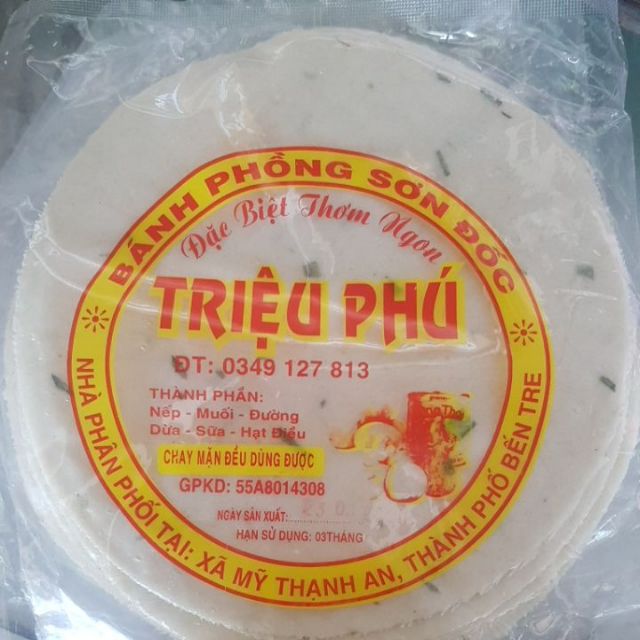 BÁNH PHỒNG SƠN ĐỐC
Đặc Biệt Thơm Ngon
TRIỆU PHÚ
ĐT: 0349 127 813
THÀNH PHẦN:
Nếp - Muối - Đường
Dừa - Sữa - Hạt Điều
CHAY MẶN ĐỀU DÙNG ĐƯỢC
GPKD: 55A8014308
NGÀY SẢN XUẤT: 23 0
HẠN SỬ DỤNG: 03THÁNG
NHÀ PHÂN PHỐI TẠI: XÃ MỸ THẠNH AN, THÀNH PHỐ BẾN TRE